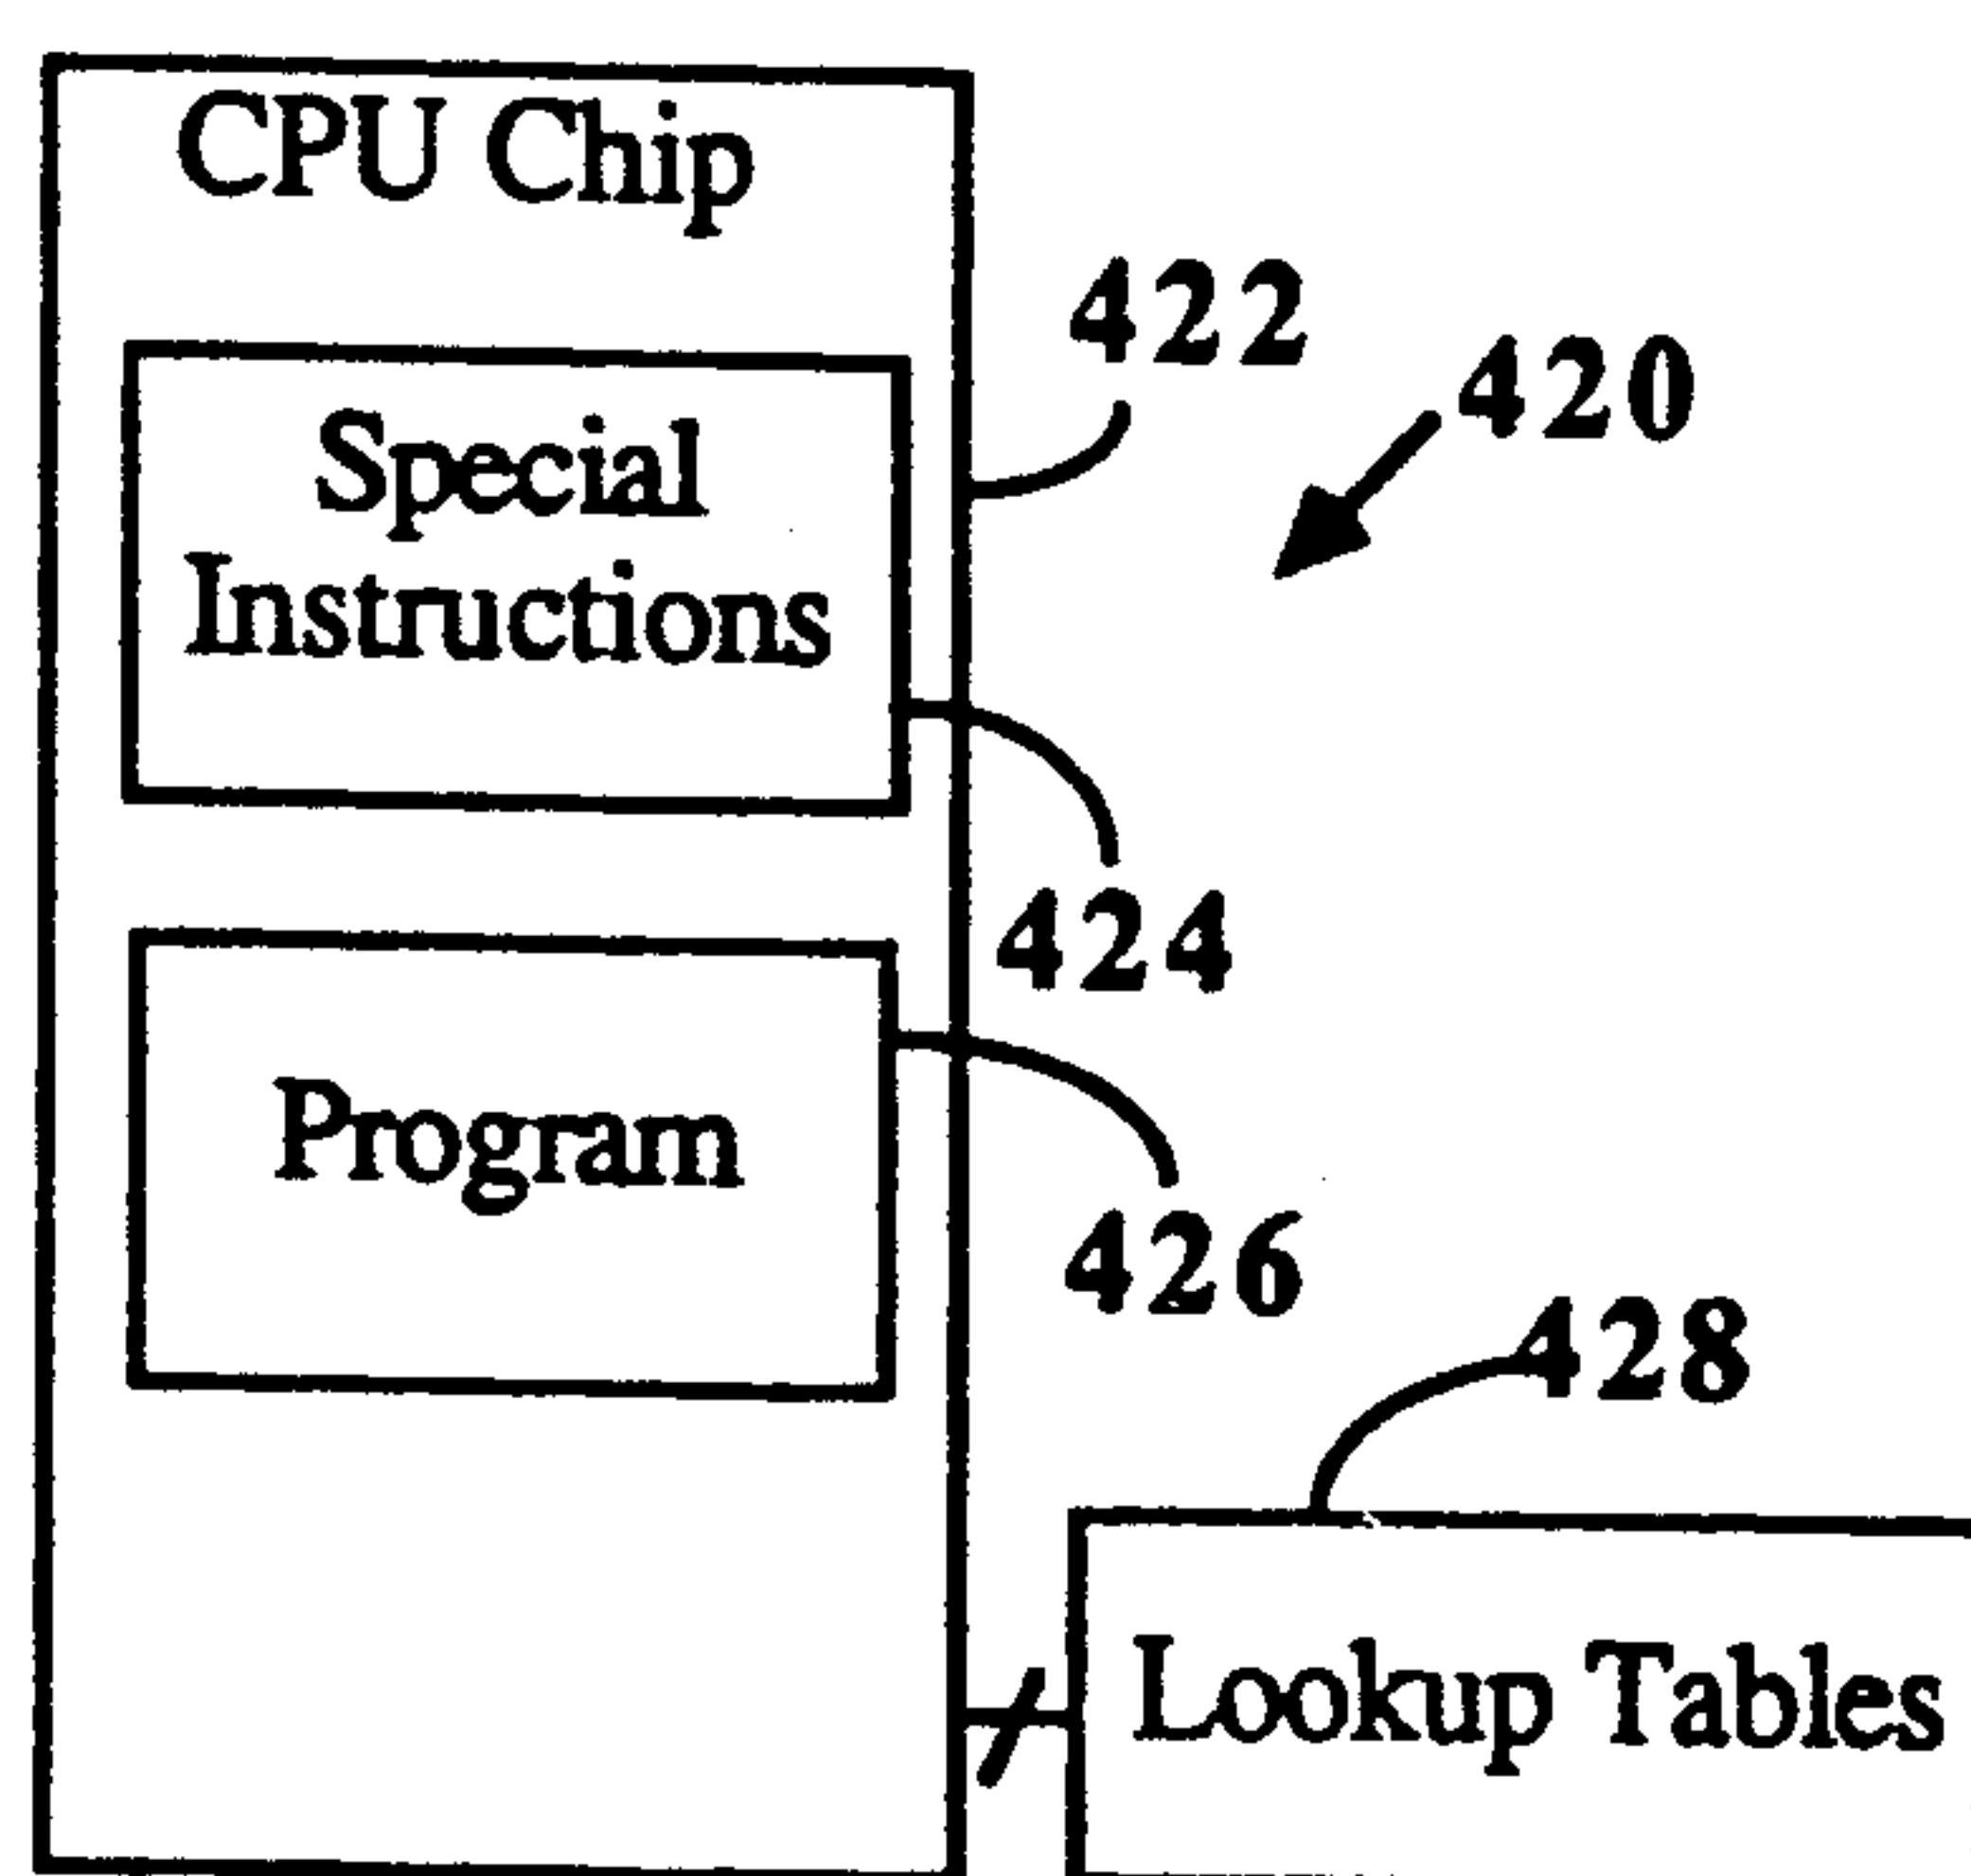 CPU Chip
422
420
Special
Instructions
424
Program
426
428
Lookup Tables